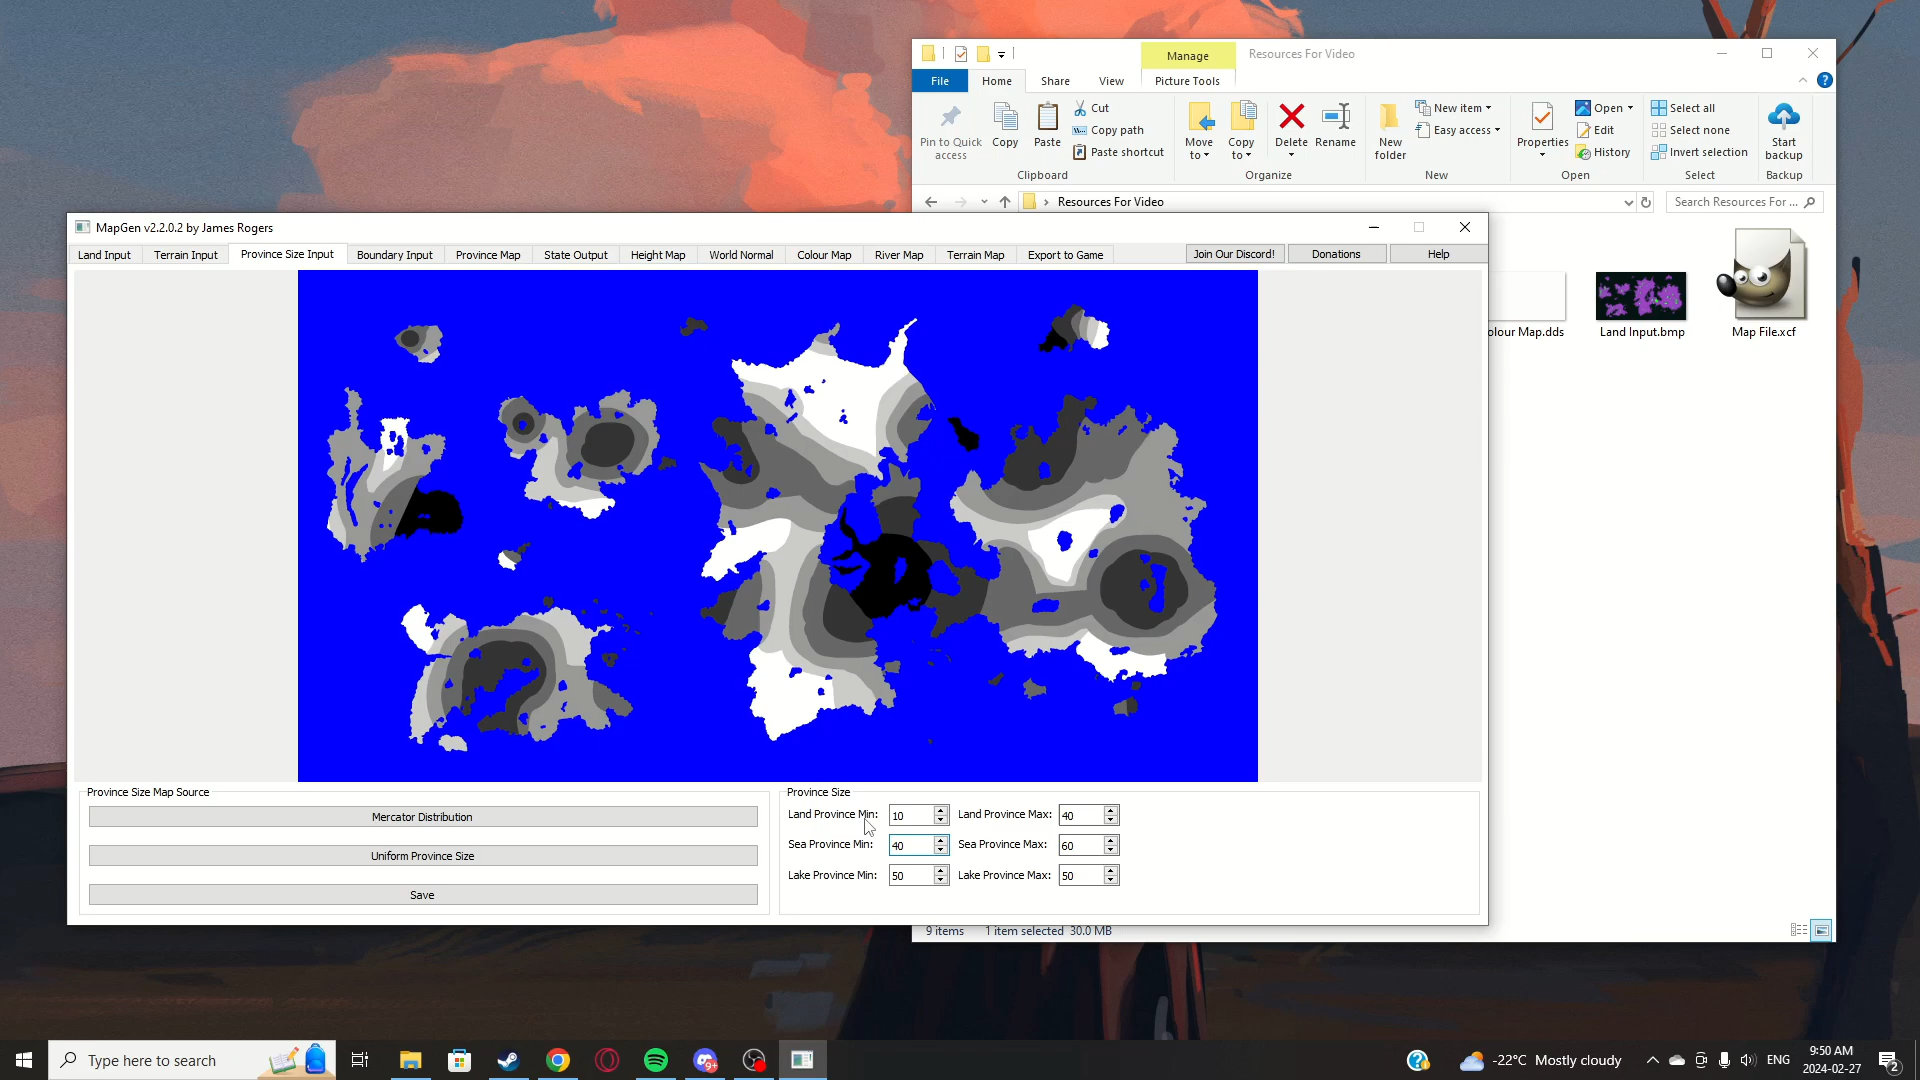 Manage
Resources For Video
File
Home
Share
View
Picture Tools
Pin to Quick access
Copy
Paste
Cut
Copy path
Paste shortcut
Clipboard
Move to
Copy to
Delete
Rename
Organize
New folder
New item
Easy access
New
Properties
Open
Edit
History
Open
Select all
Select none
Invert selection
Select
Start backup
Backup
Resources For Video
Search Resources For ...
MapGen v2.2.0.2 by James Rogers
Land Input
Terrain Input
Province Size Input
Boundary Input
Province Map
State Output
Height Map
World Normal
Colour Map
River Map
Terrain Map
Export to Game
Join Our Discord!
Donations
Help
olour Map.dds
Land Input.bmp
Map File.xcf
Province Size Map Source
Mercator Distribution
Uniform Province Size
Save
Province Size
Land Province Min: 10
Land Province Max: 40
Sea Province Min: 40
Sea Province Max: 60
Lake Province Min: 50
Lake Province Max: 50
9 items
1 item selected 30.0 MB
Type here to search
9+
-22°C Mostly cloudy
ENG
9:50 AM
2024-02-27
2